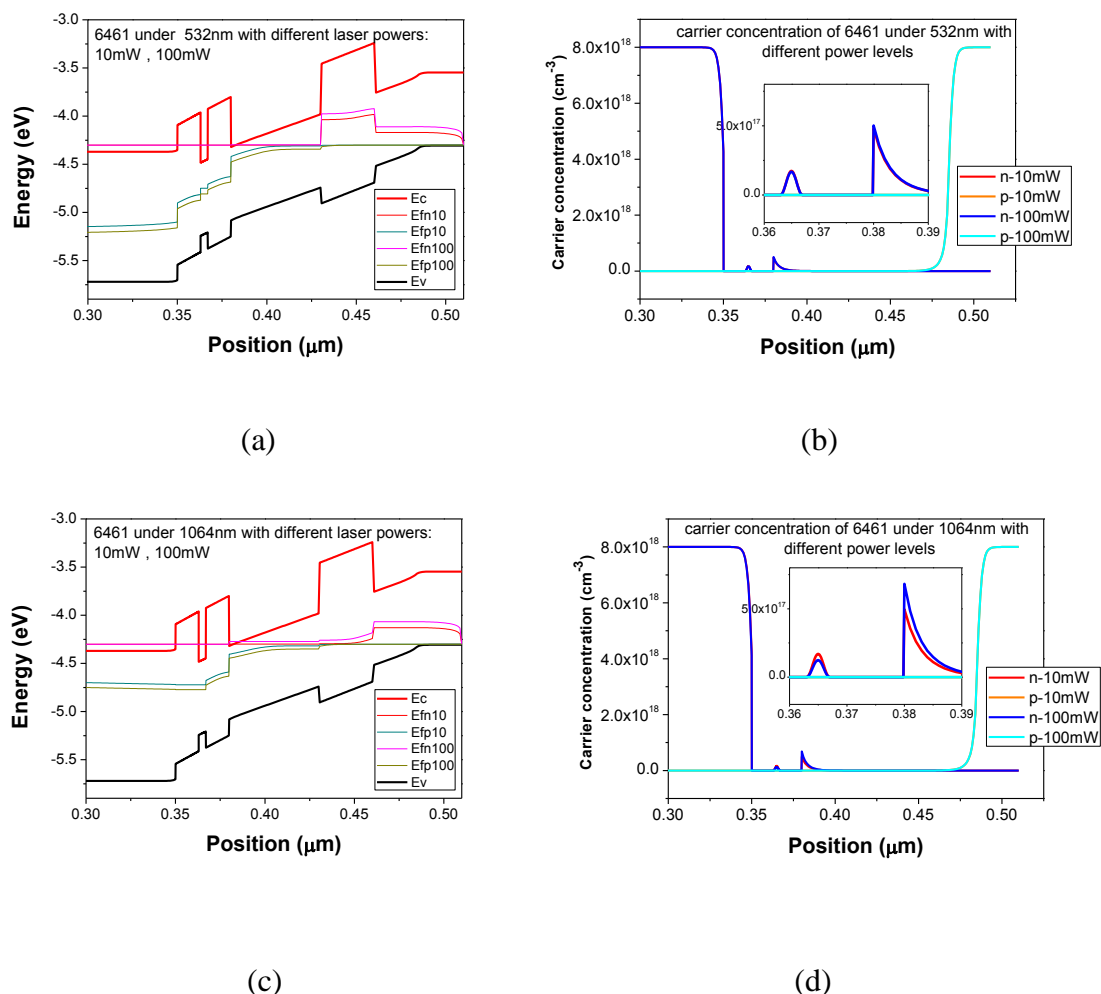 6461 under  532nm with different laser powers:
10mW , 100mW
Energy (eV)
-3.0
-3.5
-4.0
-4.5
-5.0
-5.5
0.30
0.35
0.40
0.45
0.50
Position (μm)
Ec
Efn10
Efp10
Efn100
Efp100
Ev
(a)
carrier concentration of 6461 under 532nm with
different power levels
Carrier concentration (cm-3)
8.0x10^18
6.0x10^18
4.0x10^18
2.0x10^18
0.0
0.30
0.35
0.40
0.45
0.50
Position (μm)
5.0x10^17
0.0
0.36
0.37
0.38
0.39
n-10mW
p-10mW
n-100mW
p-100mW
(b)
6461 under 1064nm with different laser powers:
10mW , 100mW
Energy (eV)
-3.0
-3.5
-4.0
-4.5
-5.0
-5.5
0.30
0.35
0.40
0.45
0.50
Position (μm)
Ec
Efn10
Efp10
Efn100
Efp100
Ev
(c)
carrier concentration of 6461 under 1064nm with
different power levels
Carrier concentration (cm-3)
8.0x10^18
6.0x10^18
4.0x10^18
2.0x10^18
0.0
0.30
0.35
0.40
0.45
0.50
Position (μm)
5.0x10^17
0.0
0.36
0.37
0.38
0.39
n-10mW
p-10mW
n-100mW
p-100mW
(d)